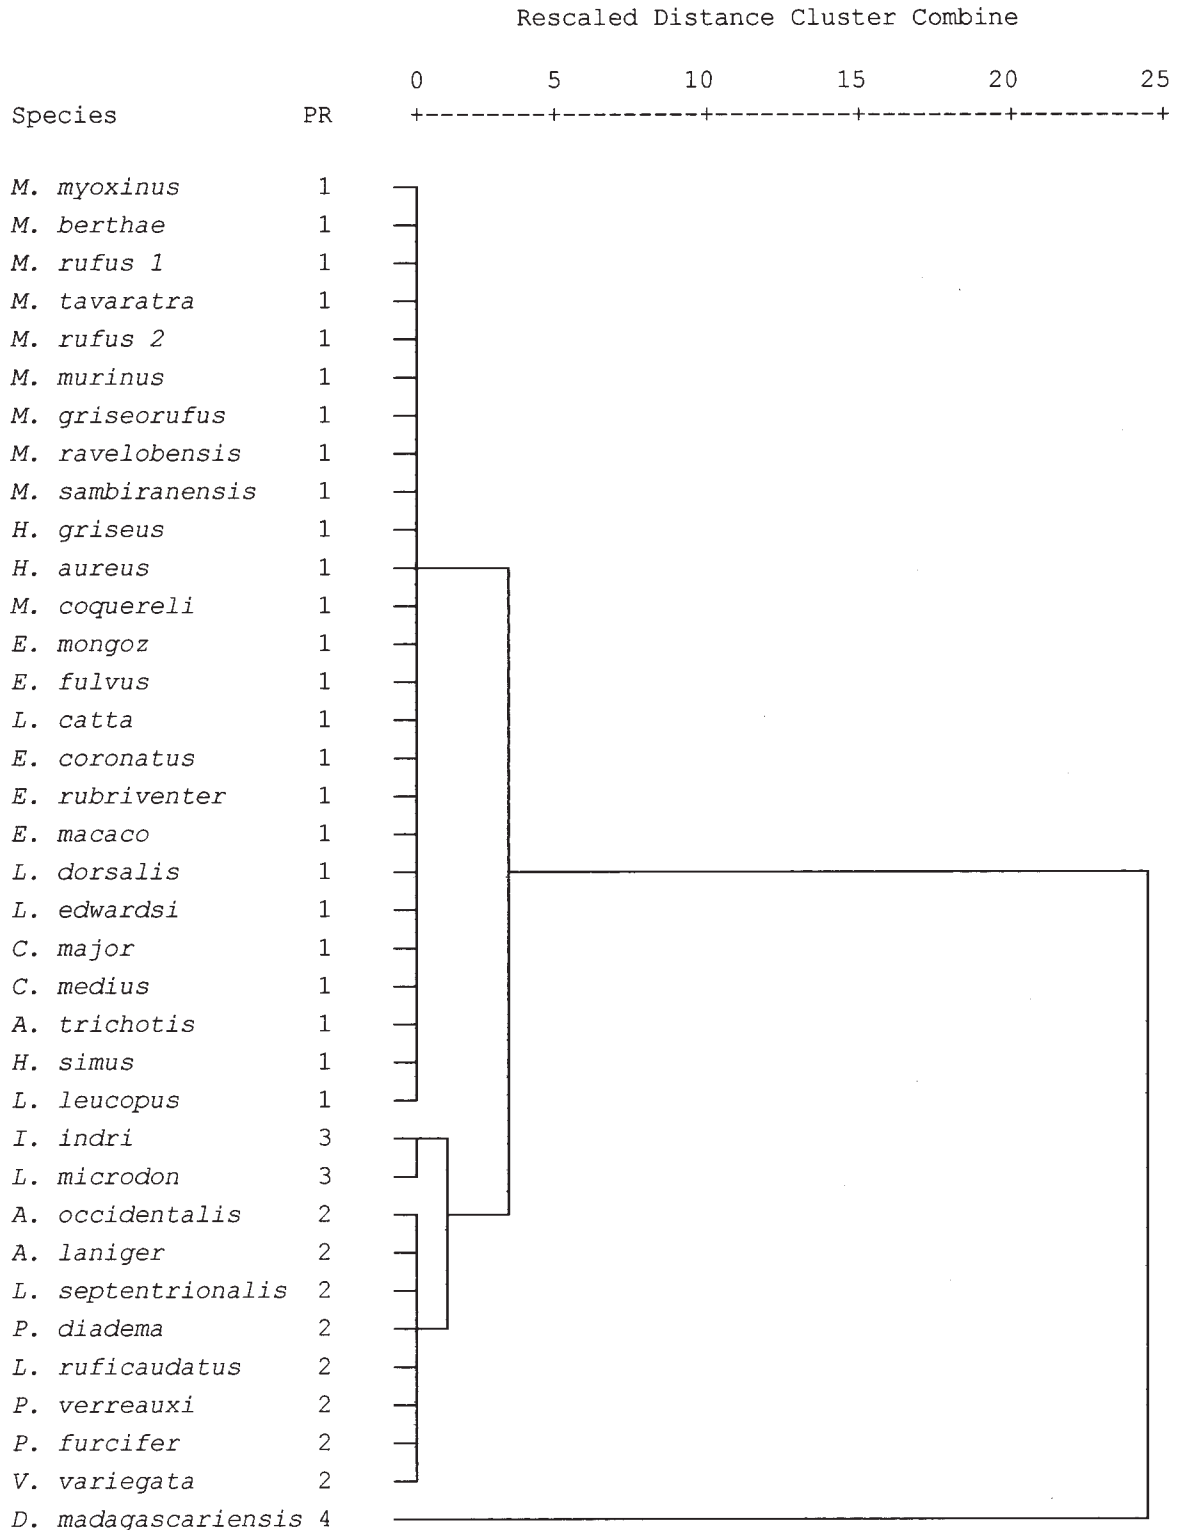 Rescaled Distance Cluster Combine
0 5 10 15 20 25
Species PR +---------+---------+---------+---------+---------+
M. myoxinus 1
M. berthae 1
M. rufus 1 1
M. tavaratra 1
M. rufus 2 1
M. murinus 1
M. griseorufus 1
M. ravelobensis 1
M. sambiranensis 1
H. griseus 1
H. aureus 1
M. coquereli 1
E. mongoz 1
E. fulvus 1
L. catta 1
E. coronatus 1
E. rubriventer 1
E. macaco 1
L. dorsalis 1
L. edwardsi 1
C. major 1
C. medius 1
A. trichotis 1
H. simus 1
L. leucopus 1
I. indri 3
L. microdon 3
A. occidentalis 2
A. laniger 2
L. septentrionalis 2
P. diadema 2
L. ruficaudatus 2
P. verreauxi 2
P. furcifer 2
V. variegata 2
D. madagascariensis 4